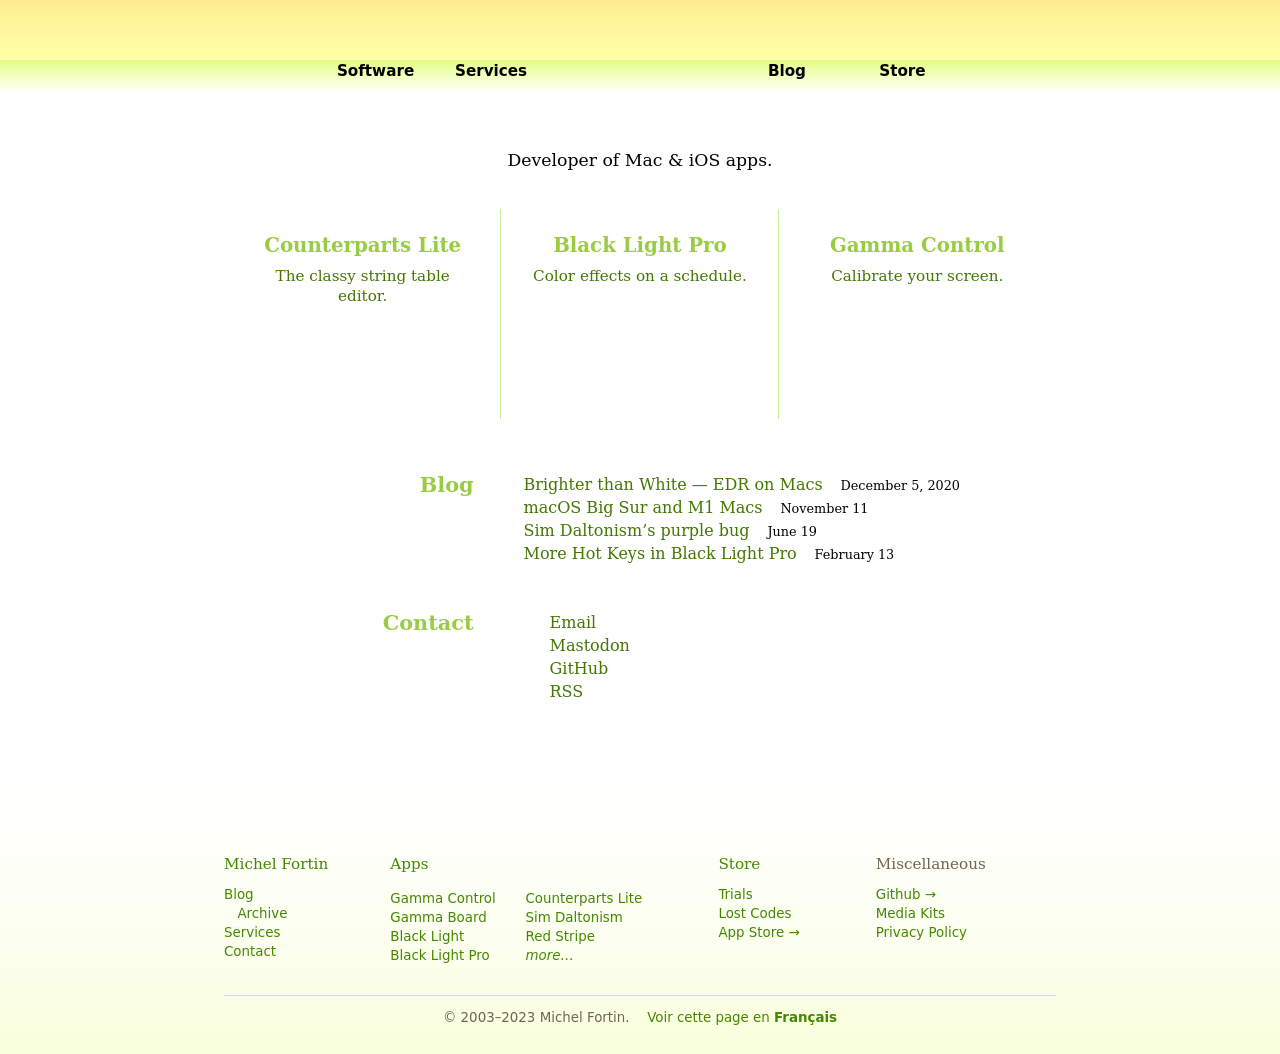 Software Services Blog Store
Developer of Mac & iOS apps.
Counterparts Lite
The classy string table
editor.
Black Light Pro
Color effects on a schedule.
Gamma Control
Calibrate your screen.
Blog
Brighter than White — EDR on Macs December 5, 2020
macOS Big Sur and M1 Macs November 11
Sim Daltonism’s purple bug June 19
More Hot Keys in Black Light Pro February 13
Contact
Email
Mastodon
GitHub
RSS
Michel Fortin
Blog
Archive
Services
Contact
Apps
Gamma Control
Gamma Board
Black Light
Black Light Pro
Counterparts Lite
Sim Daltonism
Red Stripe
more…
Store
Trials
Lost Codes
App Store →
Miscellaneous
Github →
Media Kits
Privacy Policy
© 2003–2023 Michel Fortin. Voir cette page en Français